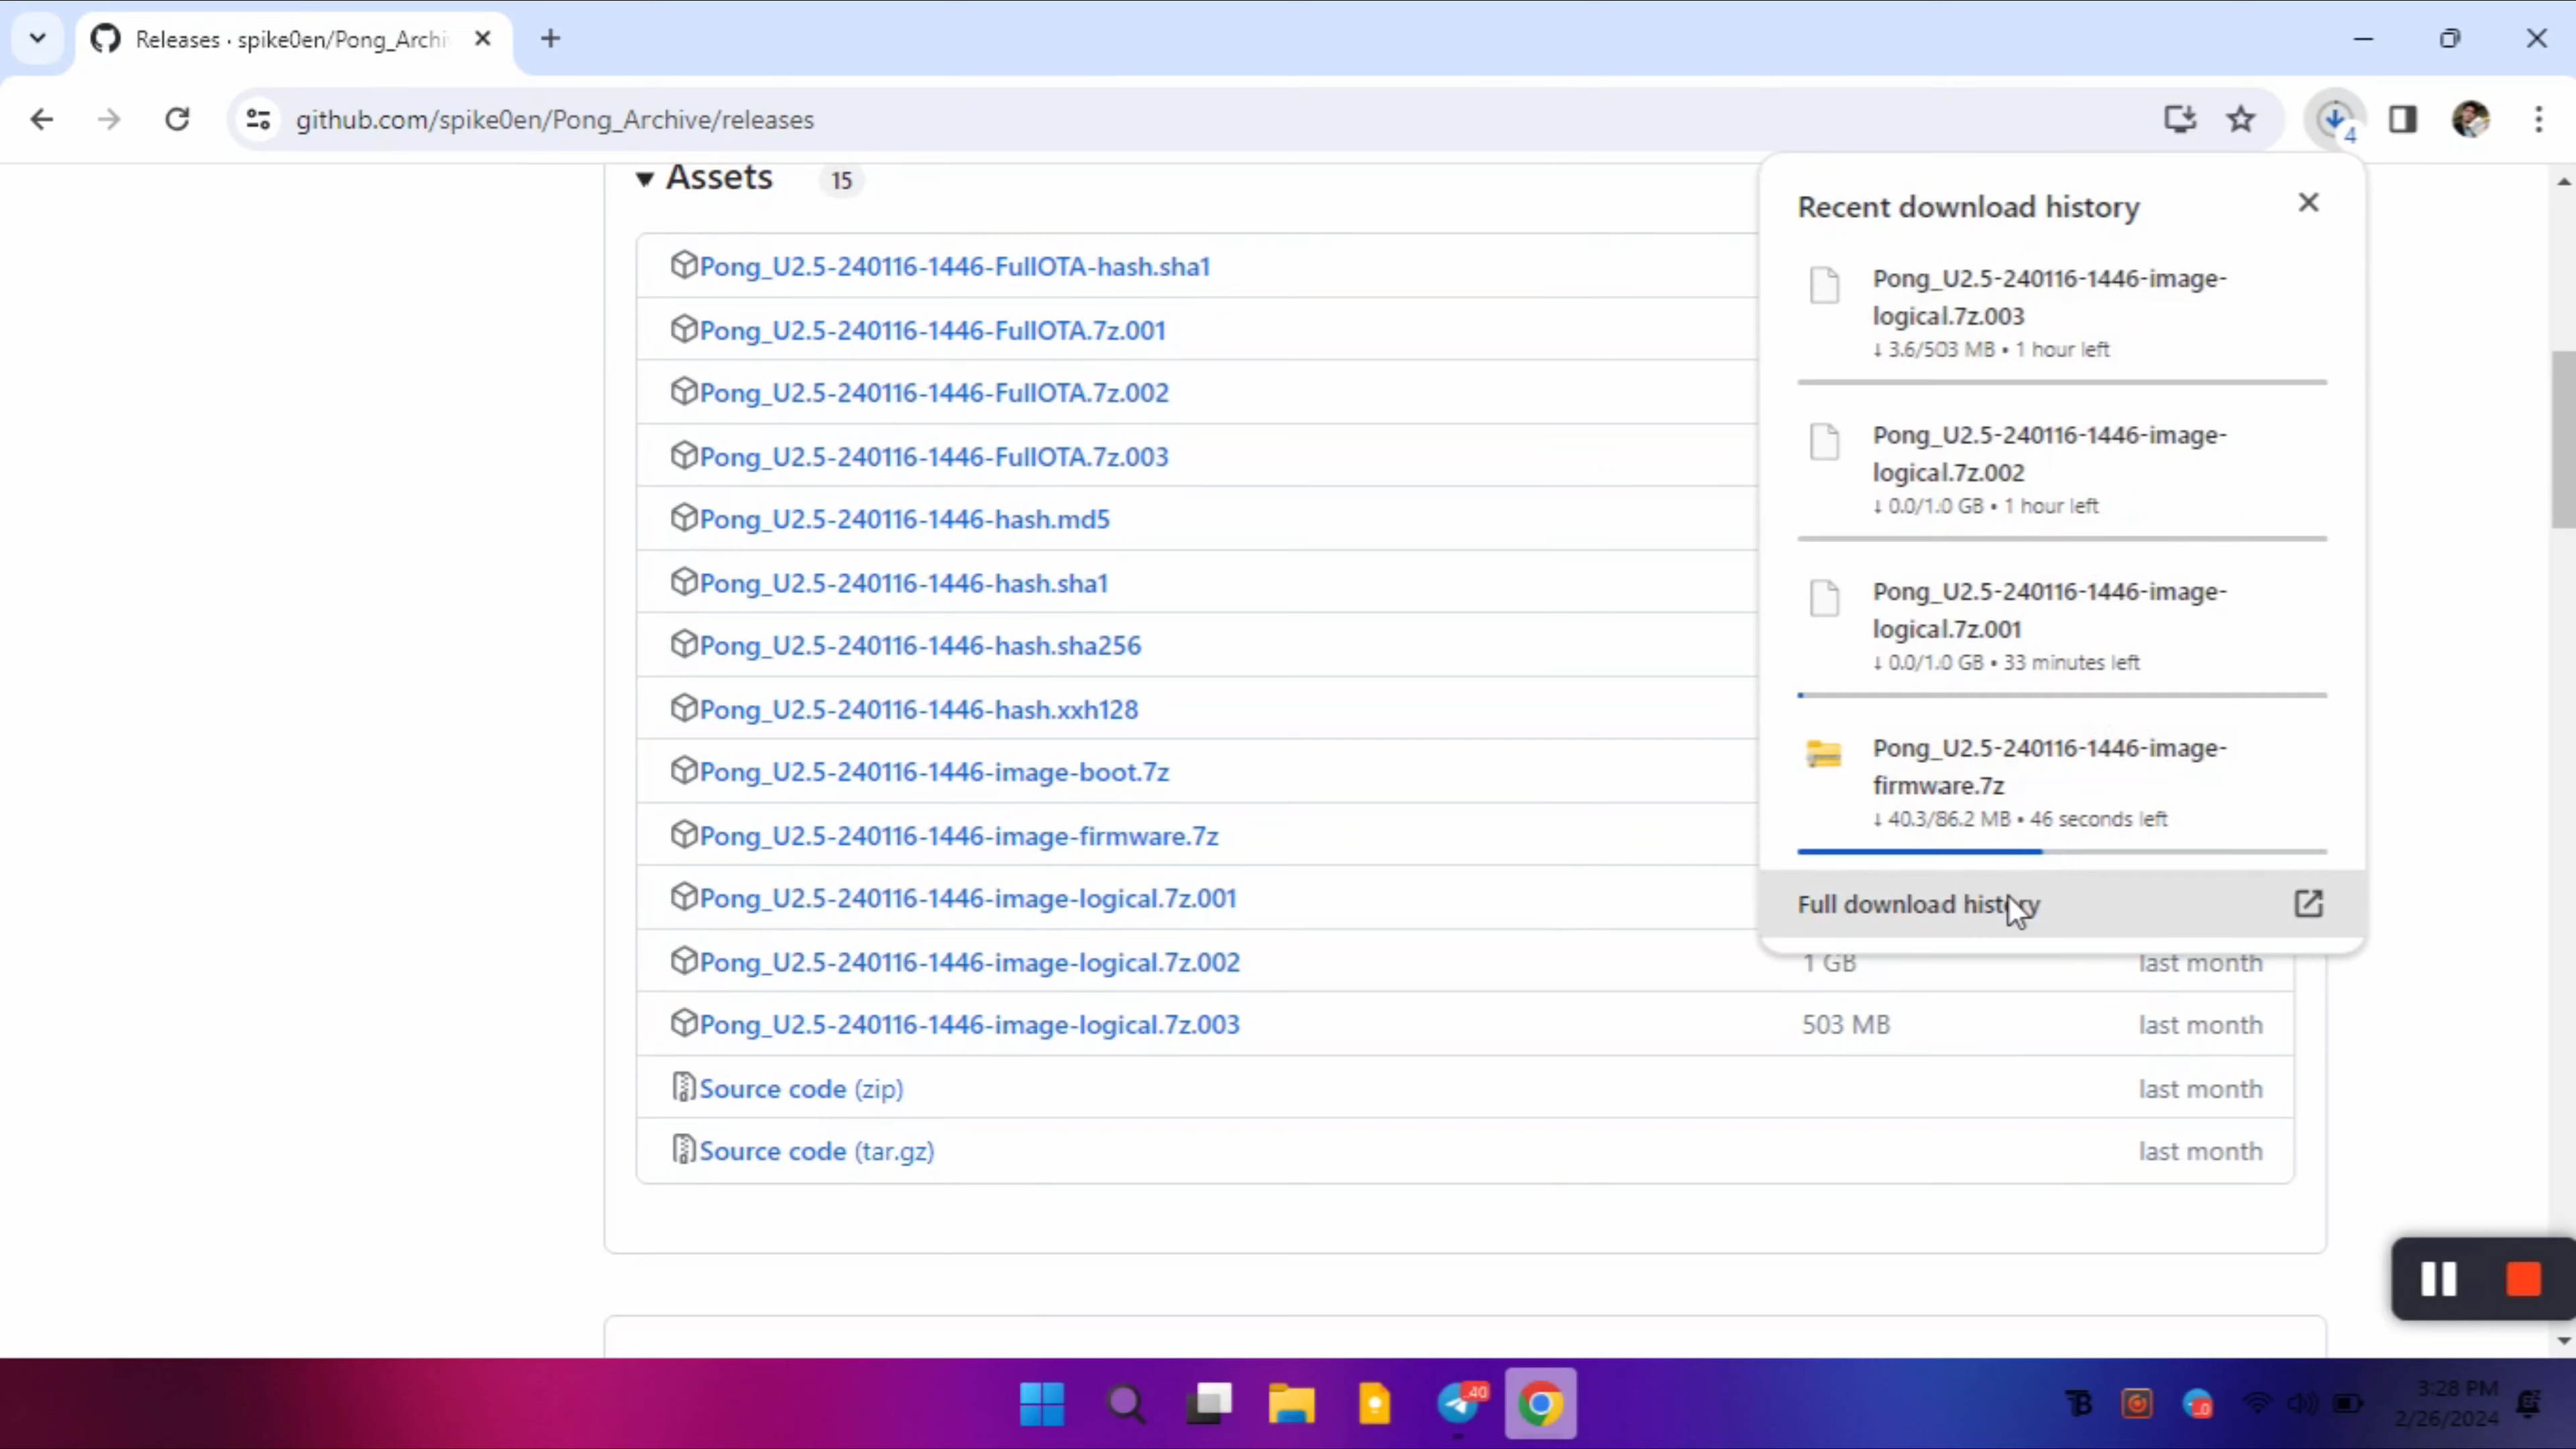 Releases · spike0en/Pong_Archi
github.com/spike0en/Pong_Archive/releases
4
Assets 15
Pong_U2.5-240116-1446-FullOTA-hash.sha1
Pong_U2.5-240116-1446-FullOTA.7z.001
Pong_U2.5-240116-1446-FullOTA.7z.002
Pong_U2.5-240116-1446-FullOTA.7z.003
Pong_U2.5-240116-1446-hash.md5
Pong_U2.5-240116-1446-hash.sha1
Pong_U2.5-240116-1446-hash.sha256
Pong_U2.5-240116-1446-hash.xxh128
Pong_U2.5-240116-1446-image-boot.7z
Pong_U2.5-240116-1446-image-firmware.7z
Pong_U2.5-240116-1446-image-logical.7z.001
Pong_U2.5-240116-1446-image-logical.7z.002 1 GB last month
Pong_U2.5-240116-1446-image-logical.7z.003 503 MB last month
Source code (zip) last month
Source code (tar.gz) last month
Recent download history
Pong_U2.5-240116-1446-image-
logical.7z.003
↓ 3.6/503 MB • 1 hour left
Pong_U2.5-240116-1446-image-
logical.7z.002
↓ 0.0/1.0 GB • 1 hour left
Pong_U2.5-240116-1446-image-
logical.7z.001
↓ 0.0/1.0 GB • 33 minutes left
Pong_U2.5-240116-1446-image-
firmware.7z
↓ 40.3/86.2 MB • 46 seconds left
Full download history
40
3:28 PM
2/26/2024